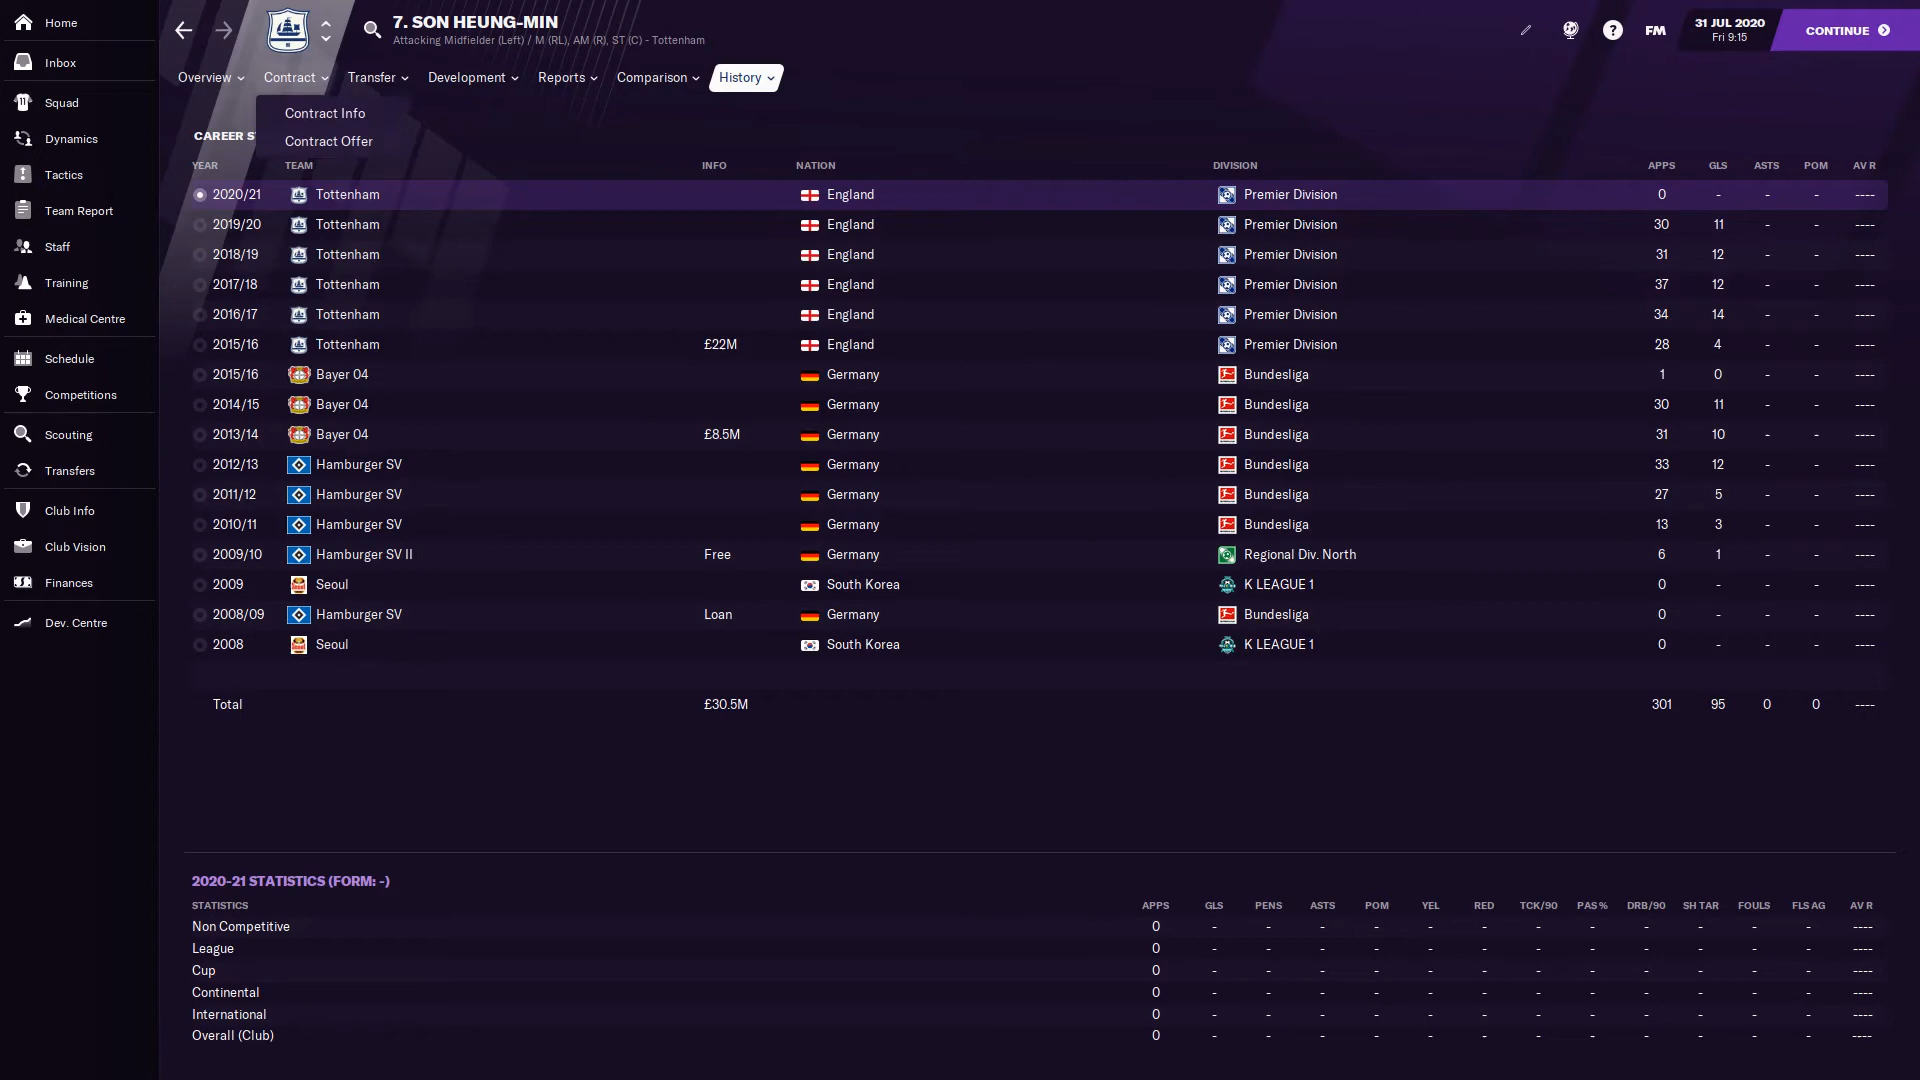 Home
Inbox
Squad
Dynamics
Tactics
Team Report
Staff
Training
Medical Centre
Schedule
Competitions
Scouting
Transfers
Club Info
Club Vision
Finances
Dev. Centre
7. SON HEUNG-MIN
Attacking Midfielder (Left) / M (RL), AM (R), ST (C) - Tottenham
? FM 31 JUL 2020 CONTINUE
Fri 9:15
Overview Contract Transfer Development Reports Comparison History
Contract Info
Contract Offer
CAREER
YEAR TEAM INFO NATION DIVISION APPS GLS ASTS POM AV R
2020/21 Tottenham England Premier Division 0 - - - ----
2019/20 Tottenham England Premier Division 30 11 - - ----
2018/19 Tottenham England Premier Division 31 12 - - ----
2017/18 Tottenham England Premier Division 37 12 - - ----
2016/17 Tottenham England Premier Division 34 14 - - ----
2015/16 Tottenham £22M England Premier Division 28 4 - - ----
2015/16 Bayer 04 Germany Bundesliga 1 0 - - ----
2014/15 Bayer 04 Germany Bundesliga 30 11 - - ----
2013/14 Bayer 04 £8.5M Germany Bundesliga 31 10 - - ----
2012/13 Hamburger SV Germany Bundesliga 33 12 - - ----
2011/12 Hamburger SV Germany Bundesliga 27 5 - - ----
2010/11 Hamburger SV Germany Bundesliga 13 3 - - ----
2009/10 Hamburger SV II Free Germany Regional Div. North 6 1 - - ----
2009 Seoul South Korea K LEAGUE 1 0 - - - ----
2008/09 Hamburger SV Loan Germany Bundesliga 0 - - - ----
2008 Seoul South Korea K LEAGUE 1 0 - - - ----
Total £30.5M 301 95 0 0 ----
2020-21 STATISTICS (FORM: -)
STATISTICS APPS GLS PENS ASTS POM YEL RED TCK/90 PAS % DRB/90 SH TAR FOULS FLS AG AV R
Non Competitive 0 - - - - - - - - - - - - ----
League 0 - - - - - - - - - - - - ----
Cup 0 - - - - - - - - - - - - ----
Continental 0 - - - - - - - - - - - - ----
International 0 - - - - - - - - - - - - ----
Overall (Club) 0 - - - - - - - - - - - - ----